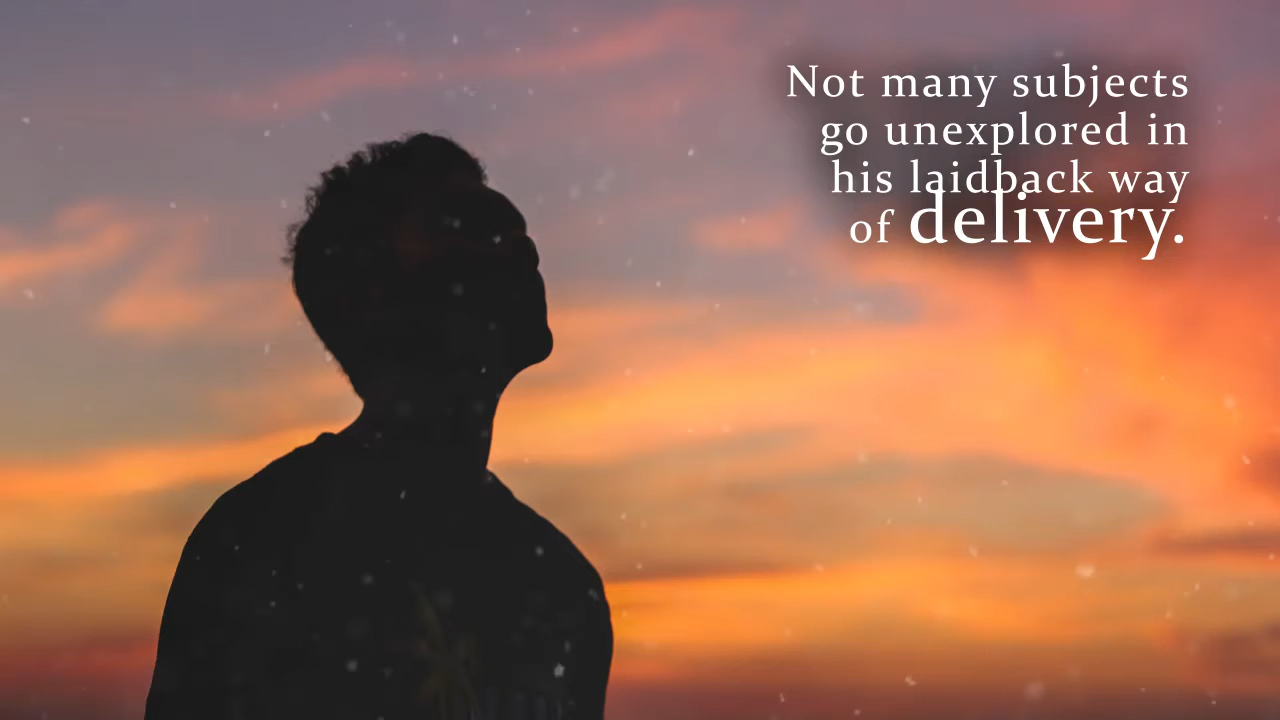 Not many subjects
go unexplored in
his laidback way
of delivery.